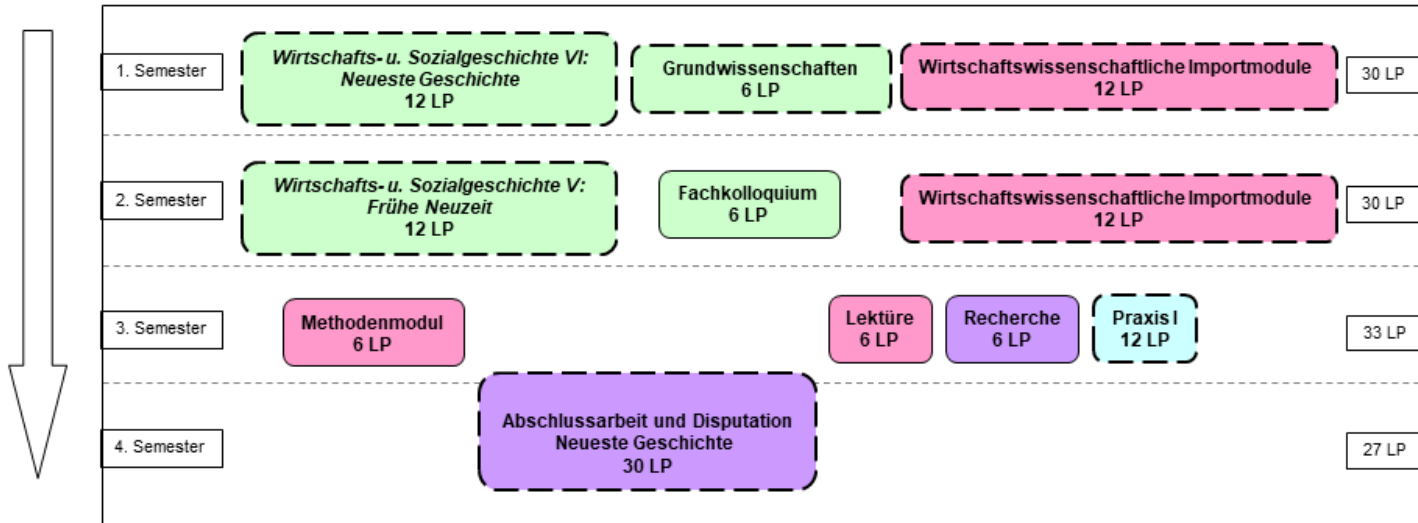 1. Semester
Wirtschafts- u. Sozialgeschichte VI:
Neueste Geschichte
12 LP
Grundwissenschaften
6 LP
Wirtschaftswissenschaftliche Importmodule
12 LP
30 LP
2. Semester
Wirtschafts- u. Sozialgeschichte V:
Frühe Neuzeit
12 LP
Fachkolloquium
6 LP
Wirtschaftswissenschaftliche Importmodule
12 LP
30 LP
3. Semester
Methodenmodul
6 LP
Lektüre
6 LP
Recherche
6 LP
Praxis I
12 LP
33 LP
4. Semester
Abschlussarbeit und Disputation
Neueste Geschichte
30 LP
27 LP